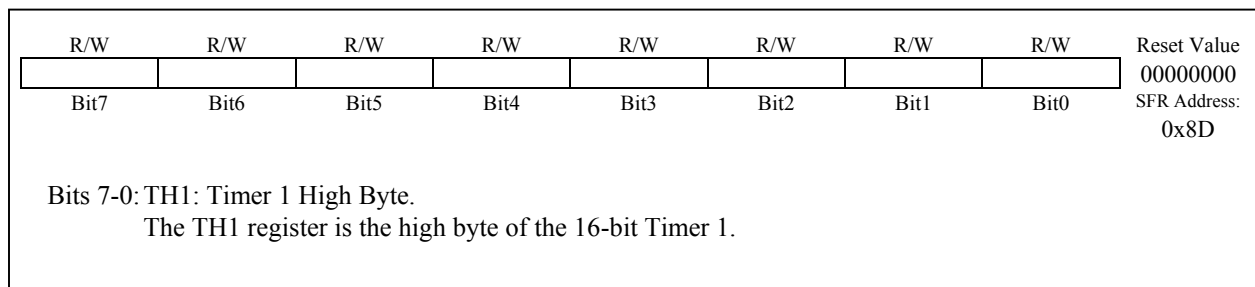 R/W R/W R/W R/W R/W R/W R/W R/W Reset Value
00000000
Bit7 Bit6 Bit5 Bit4 Bit3 Bit2 Bit1 Bit0 SFR Address:
0x8D
Bits 7-0: TH1: Timer 1 High Byte.
The TH1 register is the high byte of the 16-bit Timer 1.